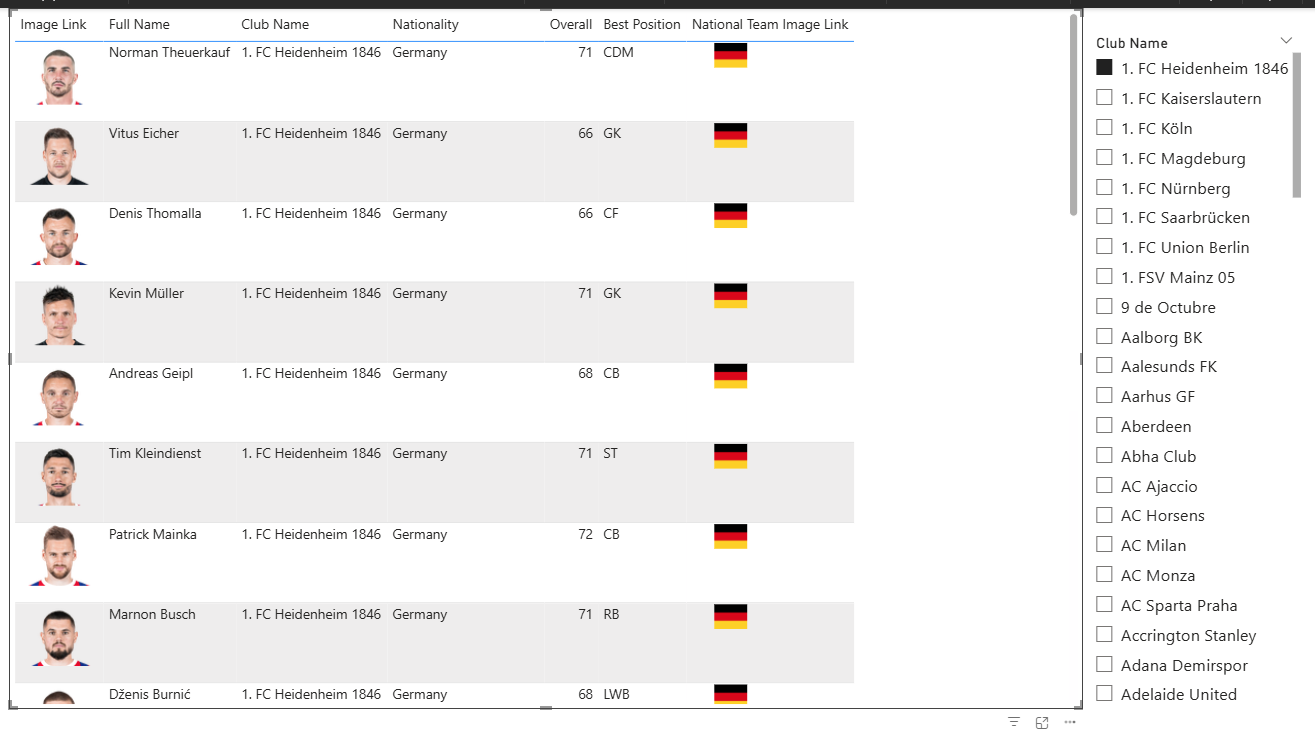 Image Link Full Name Club Name Nationality Overall Best Position National Team Image Link
Norman Theuerkauf 1. FC Heidenheim 1846 Germany 71 CDM
Vitus Eicher 1. FC Heidenheim 1846 Germany 66 GK
Denis Thomalla 1. FC Heidenheim 1846 Germany 66 CF
Kevin Müller 1. FC Heidenheim 1846 Germany 71 GK
Andreas Geipl 1. FC Heidenheim 1846 Germany 68 CB
Tim Kleindienst 1. FC Heidenheim 1846 Germany 71 ST
Patrick Mainka 1. FC Heidenheim 1846 Germany 72 CB
Marnon Busch 1. FC Heidenheim 1846 Germany 71 RB
Dženis Burnić 1. FC Heidenheim 1846 Germany 68 LWB
Club Name
1. FC Heidenheim 1846
1. FC Kaiserslautern
1. FC Köln
1. FC Magdeburg
1. FC Nürnberg
1. FC Saarbrücken
1. FC Union Berlin
1. FSV Mainz 05
9 de Octubre
Aalborg BK
Aalesunds FK
Aarhus GF
Aberdeen
Abha Club
AC Ajaccio
AC Horsens
AC Milan
AC Monza
AC Sparta Praha
Accrington Stanley
Adana Demirspor
Adelaide United